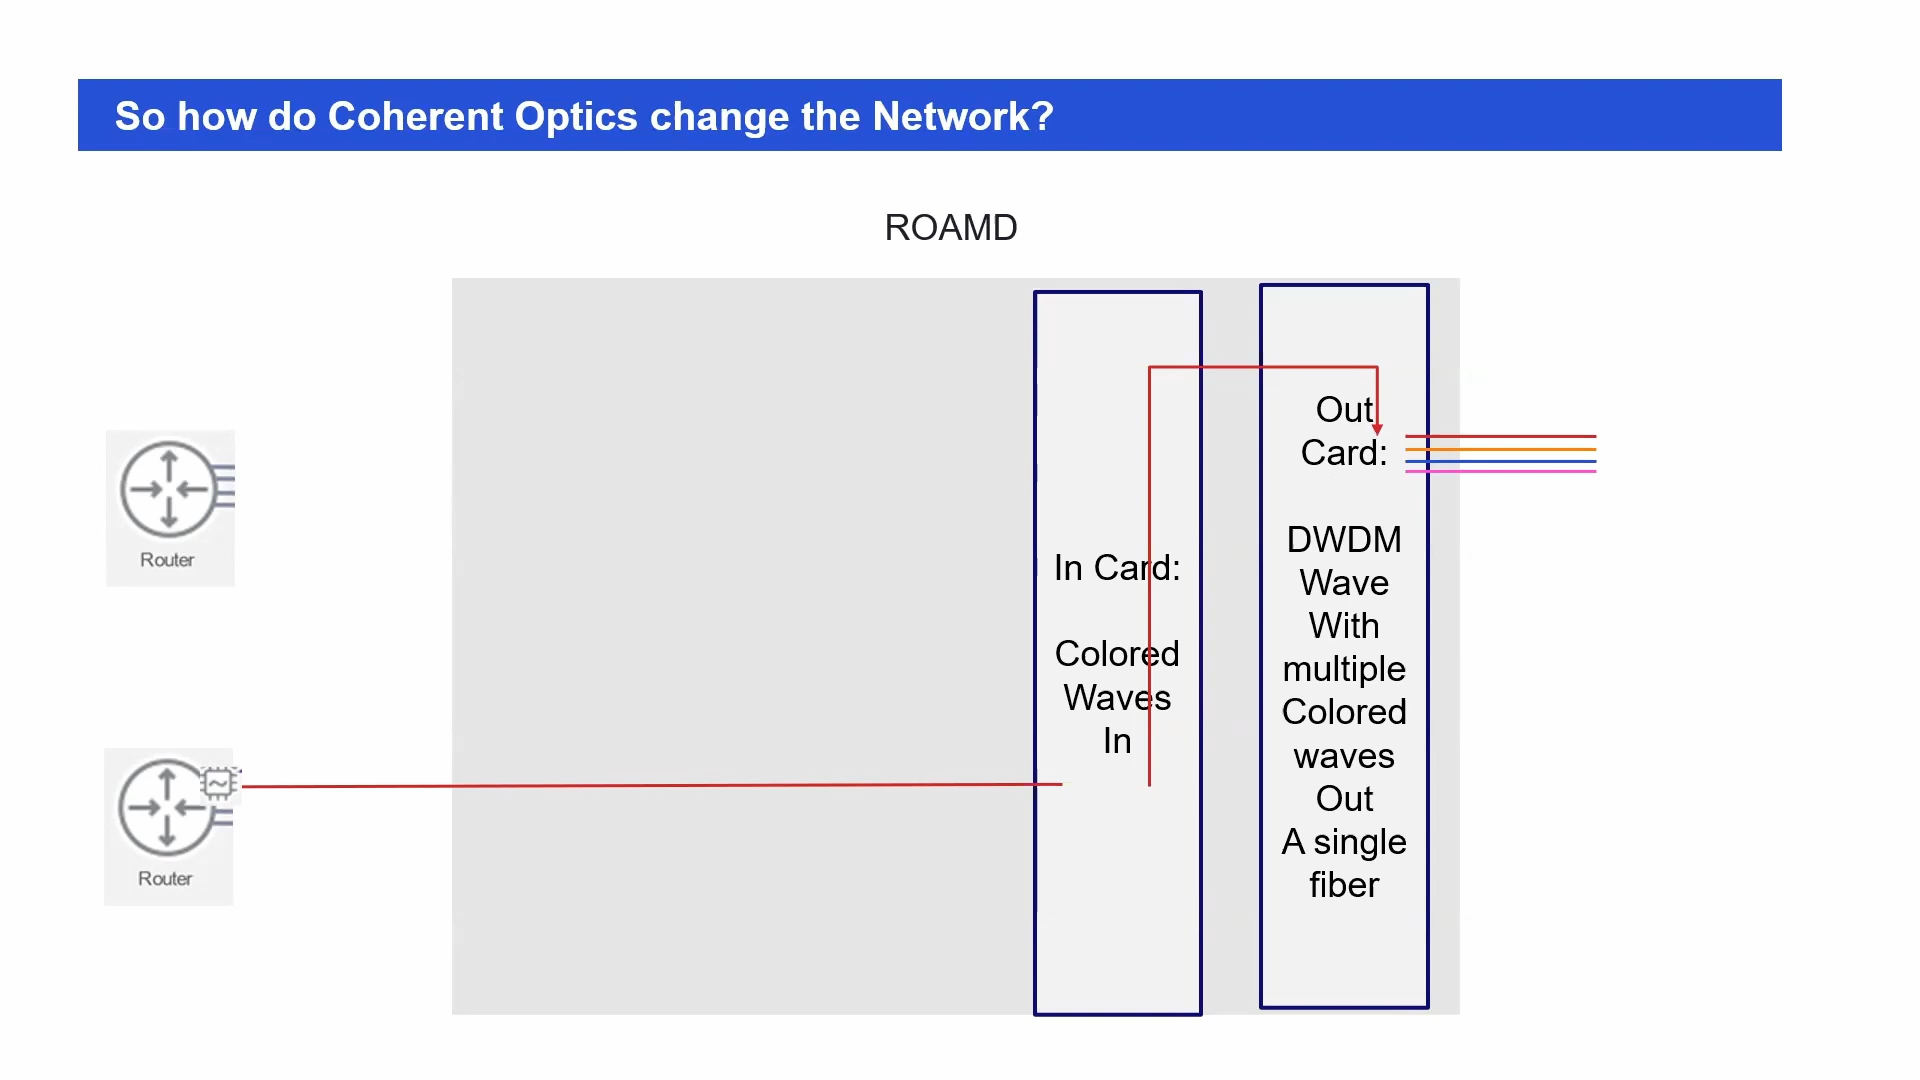 So how do Coherent Optics change the Network?
ROAMD
Router
Router
In Card:
Colored
Waves
In
Out
Card:
DWDM
Wave
With
multiple
Colored
waves
Out
A single
fiber